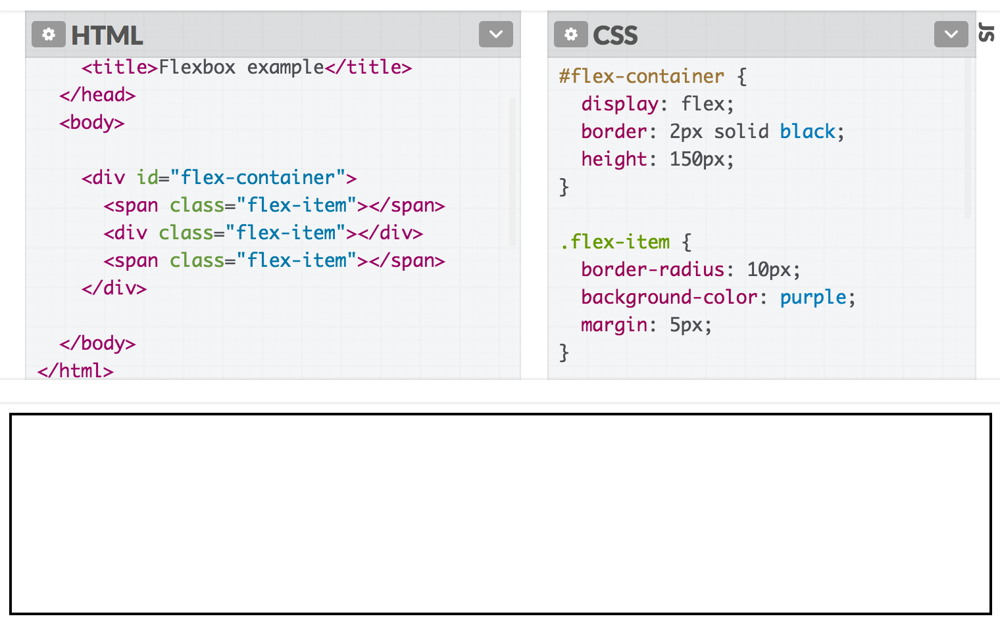 HTML
<title>Flexbox example</title>
</head>
<body>
<div id="flex-container">
<span class="flex-item"></span>
<div class="flex-item"></div>
<span class="flex-item"></span>
</div>
</body>
</html>
CSS
#flex-container {
display: flex;
border: 2px solid black;
height: 150px;
}
.flex-item {
border-radius: 10px;
background-color: purple;
margin: 5px;
}
JS